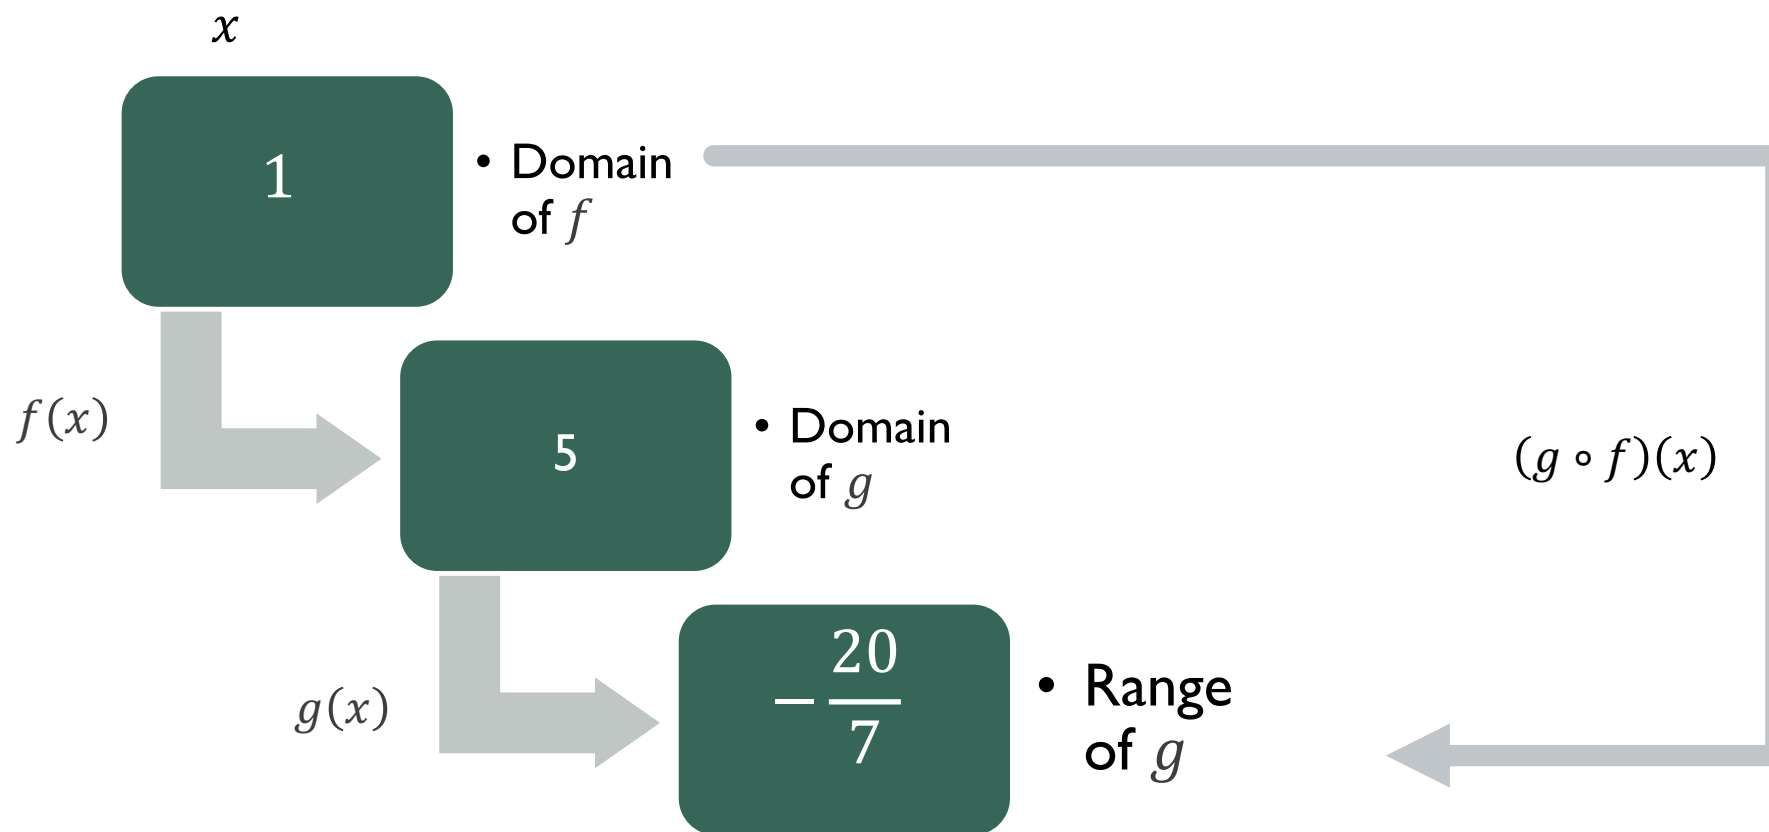 x
1
• Domain
of f
f(x)
5
• Domain
of g
(g ∘ f)(x)
g(x)
−20/7
• Range
of g